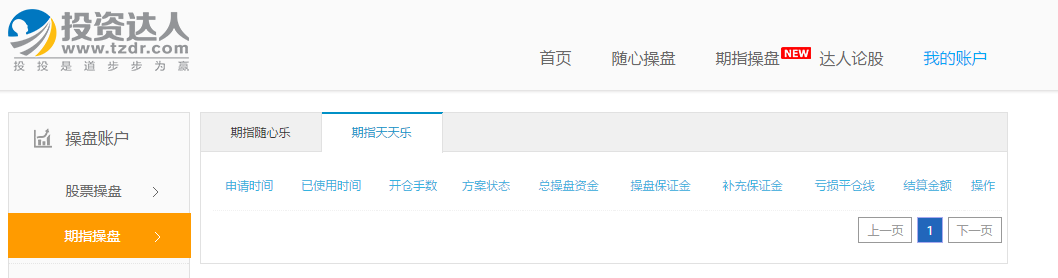 投资达人
www.tzdr.com
投投是道步步为赢
首页 随心操盘 期指操盘 NEW 达人论股 我的账户
操盘账户
股票操盘
期指操盘
期指随心乐 期指天天乐
申请时间 已使用时间 开仓手数 方案状态 总操盘资金 操盘保证金 补充保证金 亏损平仓线 结算金额 操作
上一页 1 下一页